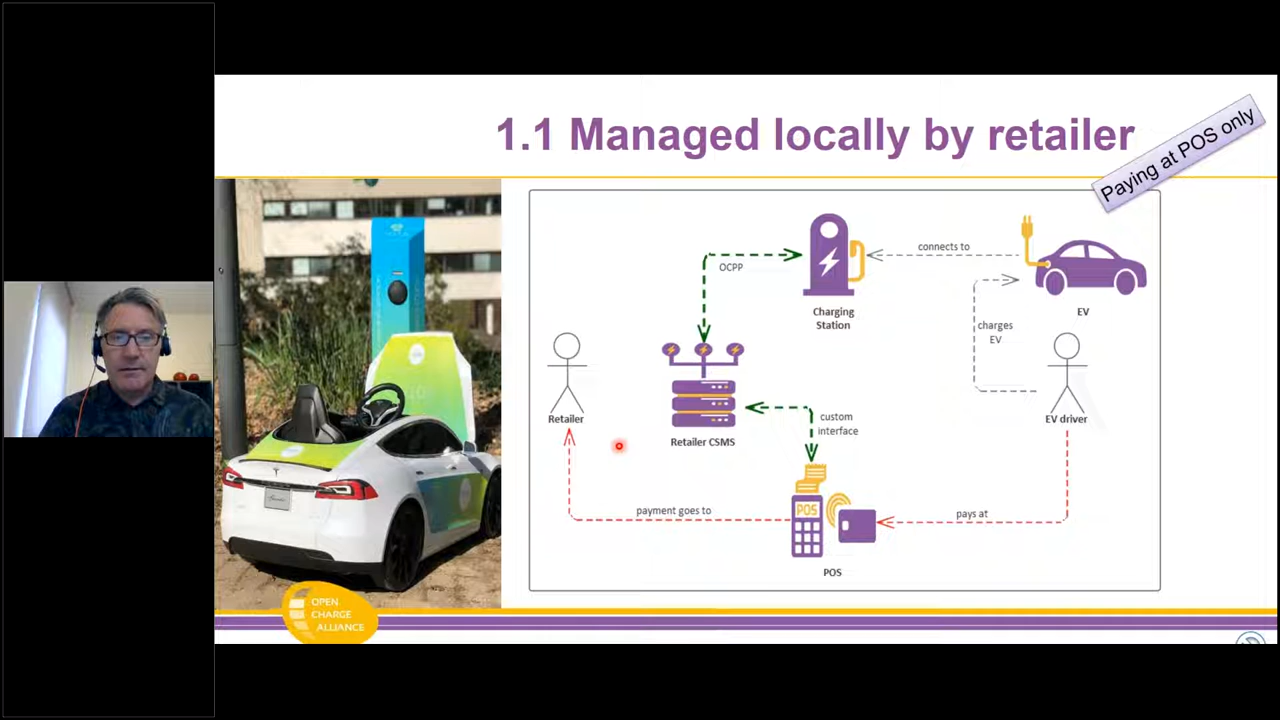 1.1 Managed locally by retailer
Paying at POS only
connects to
OCPP
Charging
Station
EV
charges
EV
Retailer
Retailer CSMS
custom
interface
EV driver
POS
payment goes to
pays at
POS
OPEN
CHARGE
ALLIANCE